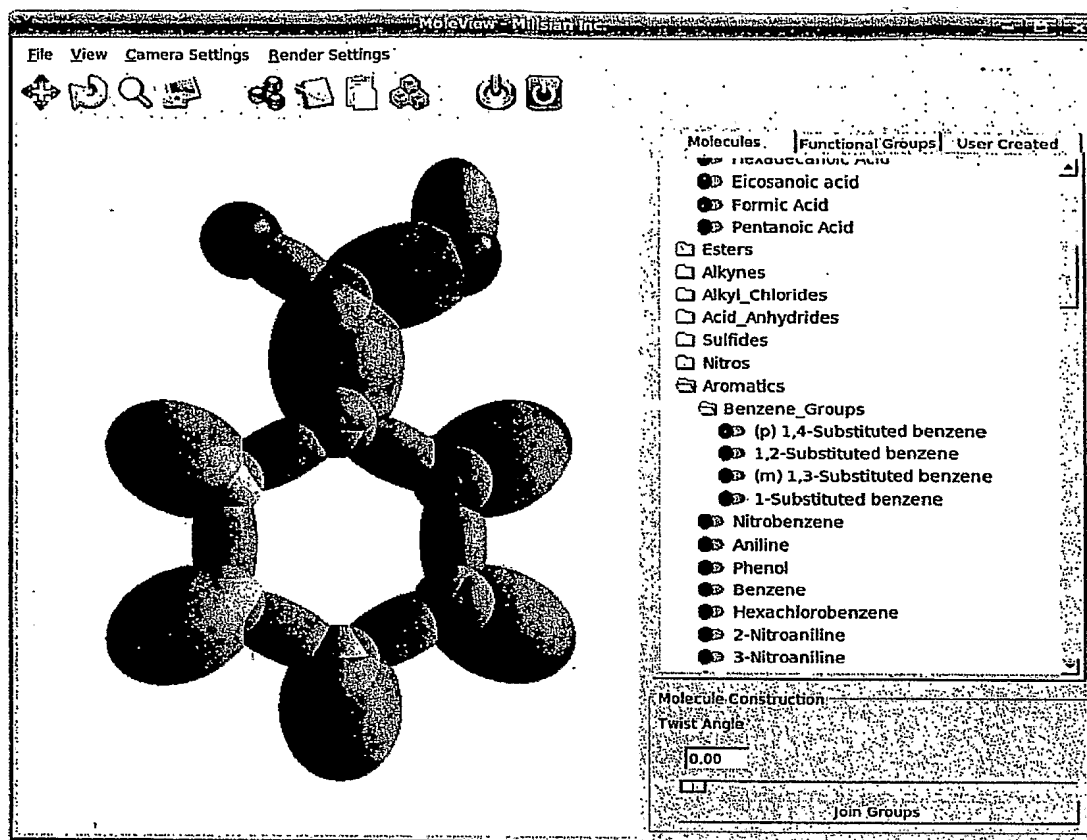 MoleView - Millsian Inc.
File View Camera Settings Render Settings
Molecules Functional Groups User Created
Hexadecanoic Acid
Eicosanoic acid
Formic Acid
Pentanoic Acid
Esters
Alkynes
Alkyl_Chlorides
Acid_Anhydrides
Sulfides
Nitros
Aromatics
Benzene_Groups
(p) 1,4-Substituted benzene
1,2-Substituted benzene
(m) 1,3-Substituted benzene
1-Substituted benzene
Nitrobenzene
Aniline
Phenol
Benzene
Hexachlorobenzene
2-Nitroaniline
3-Nitroaniline
Molecule Construction
Twist Angle
0.00
Join Groups